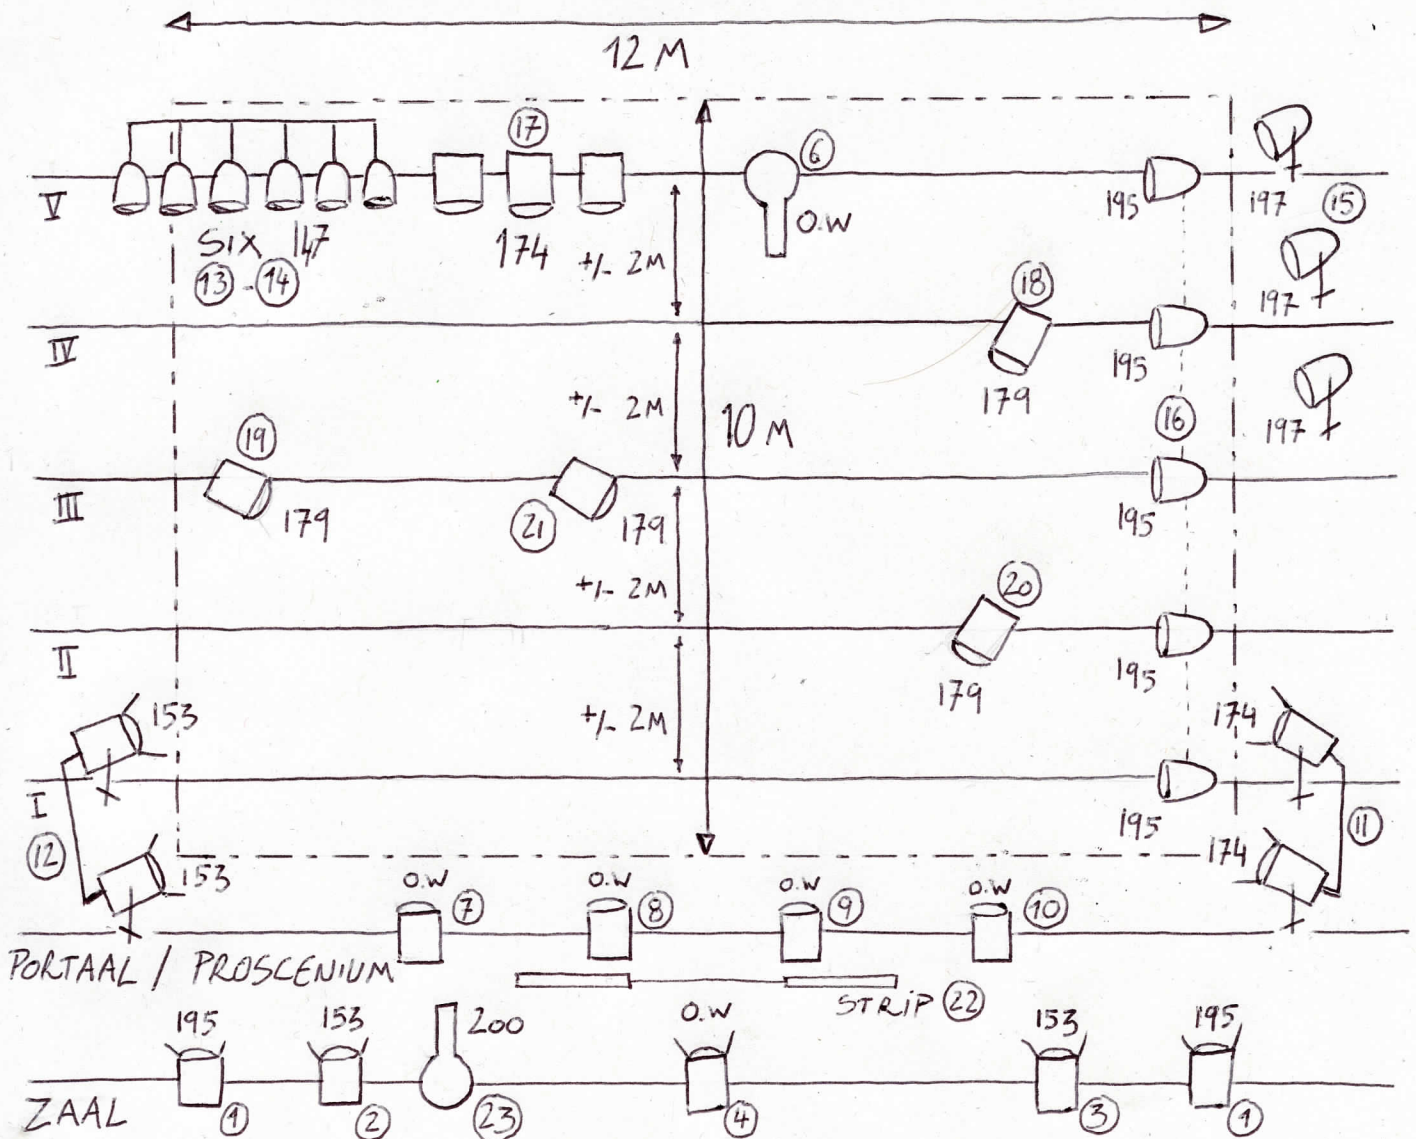 12 M
17
6
V
SIX 147
13 - 14
174
+/- 2M
O.W
195
197
15
IV
+/- 2M
10 M
18
179
195
197
19
16
197
III
179
21
179
195
+/- 2M
20
II
179
195
+/- 2M
153
174
I
195
12
11
153
174
O.W
7
O.W
8
O.W
9
O.W
10
PORTAAL / PROSCENIUM
STRIP 22
195
153
200
O.W
153
195
ZAAL
1
2
23
4
3
1